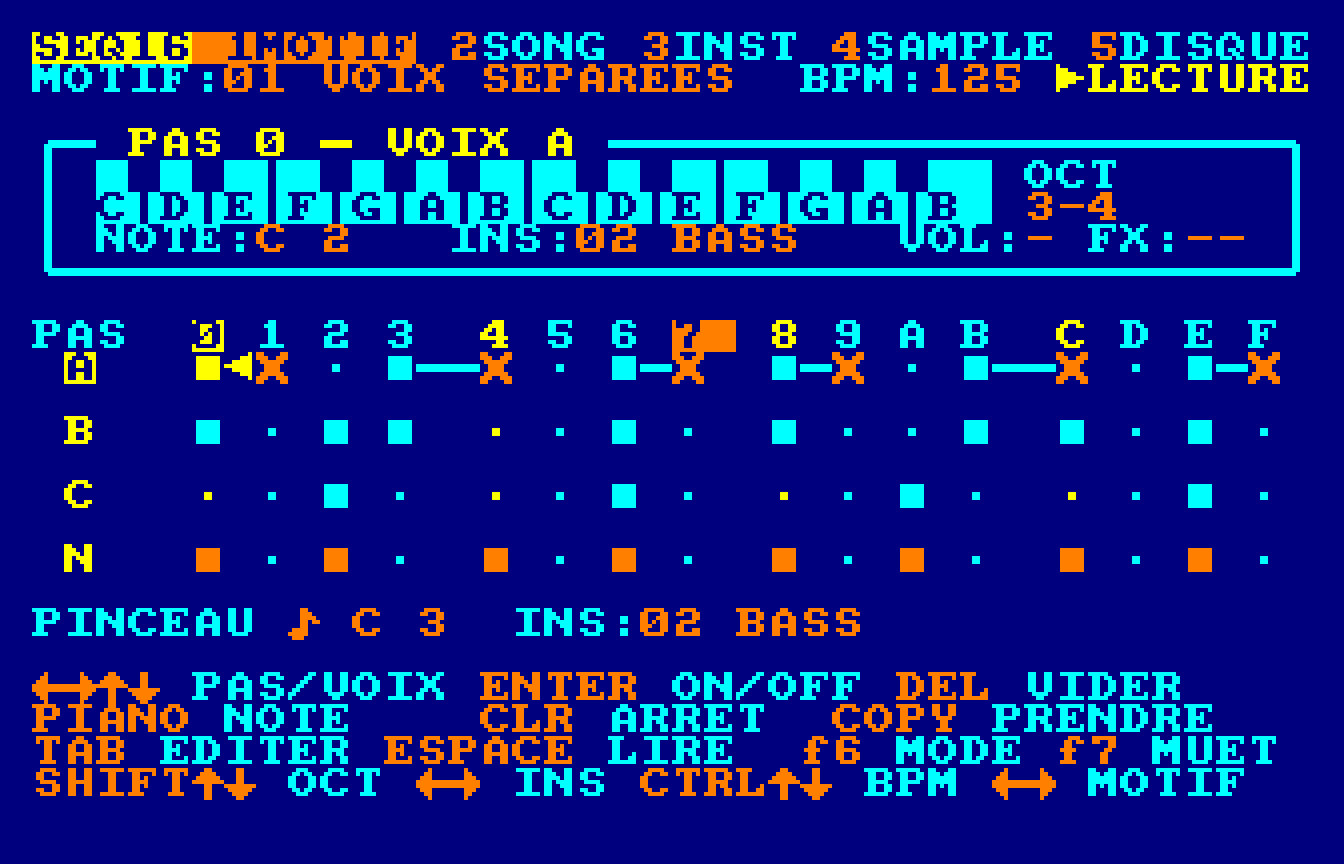 SEQ16 1MOTIF 2SONG 3INST 4SAMPLE 5DISQUE
MOTIF:01 VOIX SEPAREES BPM:125 ►LECTURE
PAS 0 — VOIX A
C D E F G A B C D E F G A B OCT
3-4
NOTE:C 2 INS:02 BASS VOL:- FX:--
PAS 0 1 2 3 4 5 6 7 8 9 A B C D E F
A
B
C
N
PINCEAU ♪ C 3 INS:02 BASS
↔↑↓ PAS/VOIX ENTER ON/OFF DEL VIDER
PIANO NOTE CLR ARRET COPY PRENDRE
TAB EDITER ESPACE LIRE f6 MODE f7 MUET
SHIFT↑↓ OCT ↔ INS CTRL↑↓ BPM ↔ MOTIF